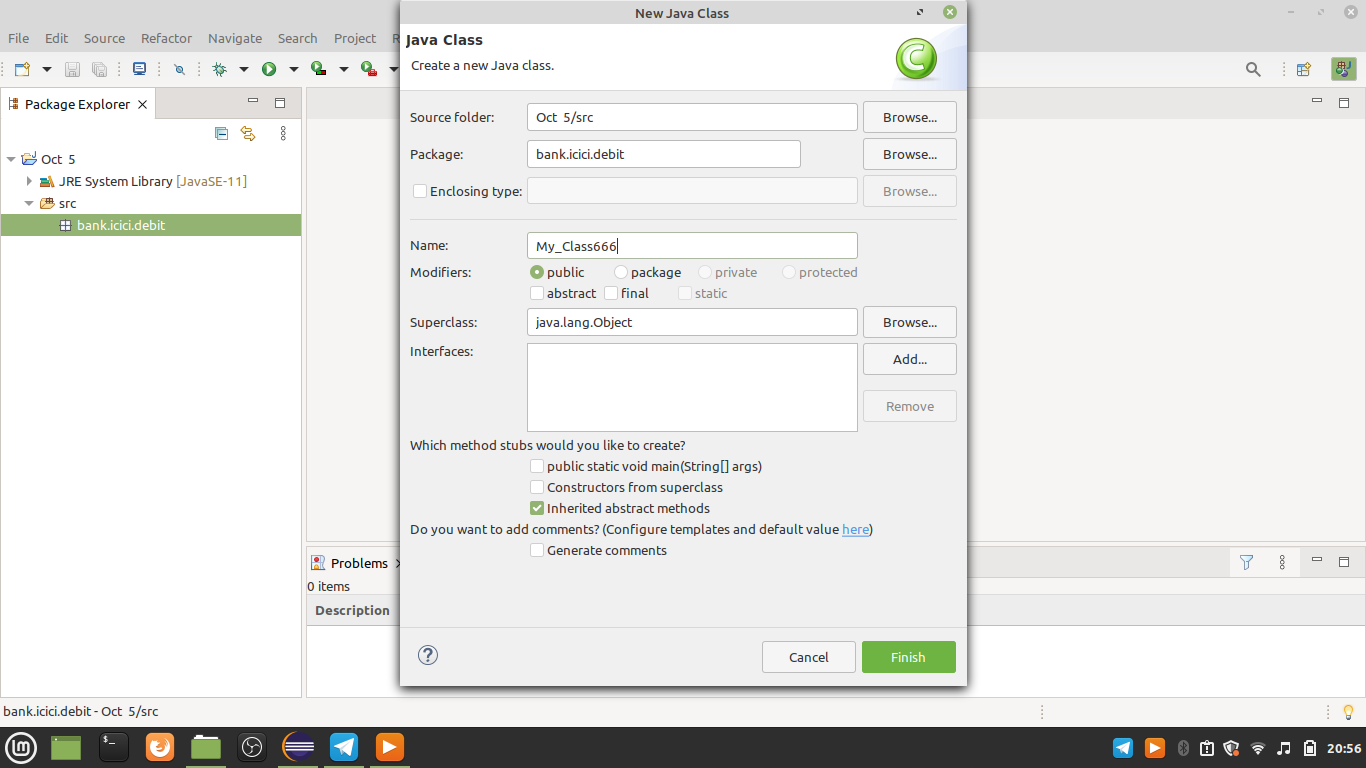 New Java Class
File Edit Source Refactor Navigate Search Project R
Java Class
Create a new Java class.
Package Explorer
Source folder: Oct 5/src Browse...
Package: bank.icici.debit Browse...
Enclosing type: Browse...
Oct 5
JRE System Library [JavaSE-11]
src
bank.icici.debit
Name: My_Class666
Modifiers: public package private protected
abstract final static
Superclass: java.lang.Object Browse...
Interfaces: Add...
Remove
Which method stubs would you like to create?
public static void main(String[] args)
Constructors from superclass
Inherited abstract methods
Do you want to add comments? (Configure templates and default value here)
Generate comments
Problems
0 items
Description
Cancel Finish
bank.icici.debit - Oct 5/src
20:56